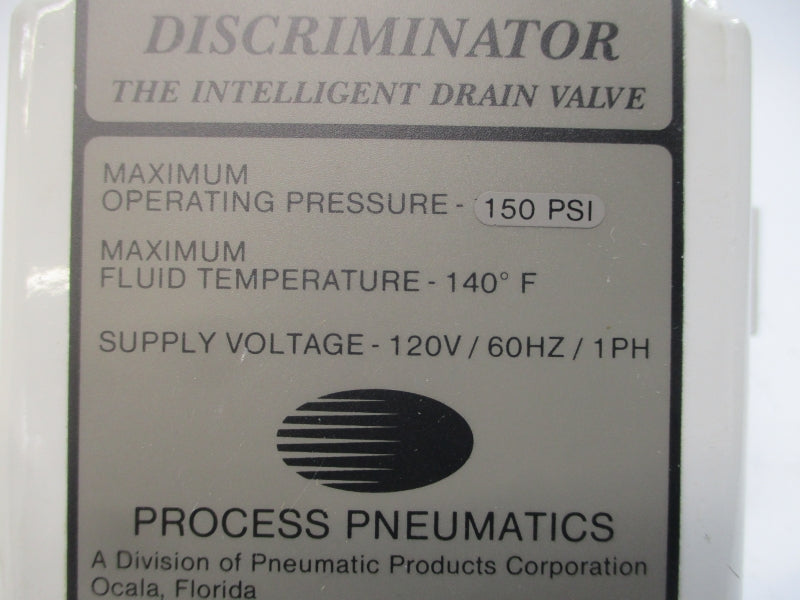 DISCRIMINATOR
THE INTELLIGENT DRAIN VALVE
MAXIMUM
OPERATING PRESSURE - 150 PSI
MAXIMUM
FLUID TEMPERATURE - 140° F
SUPPLY VOLTAGE - 120V / 60HZ / 1PH
PROCESS PNEUMATICS
A Division of Pneumatic Products Corporation
Ocala, Florida